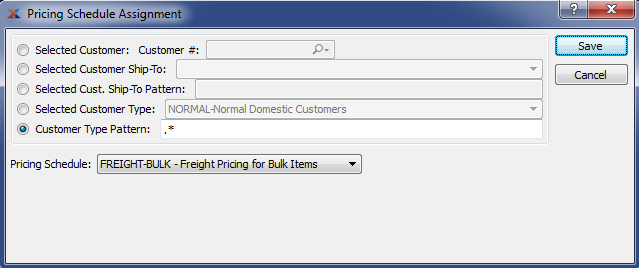 Pricing Schedule Assignment
Selected Customer: Customer #:
Save
Selected Customer Ship-To:
Cancel
Selected Cust. Ship-To Pattern:
Selected Customer Type: NORMAL-Normal Domestic Customers
Customer Type Pattern: .*
Pricing Schedule: FREIGHT-BULK - Freight Pricing for Bulk Items